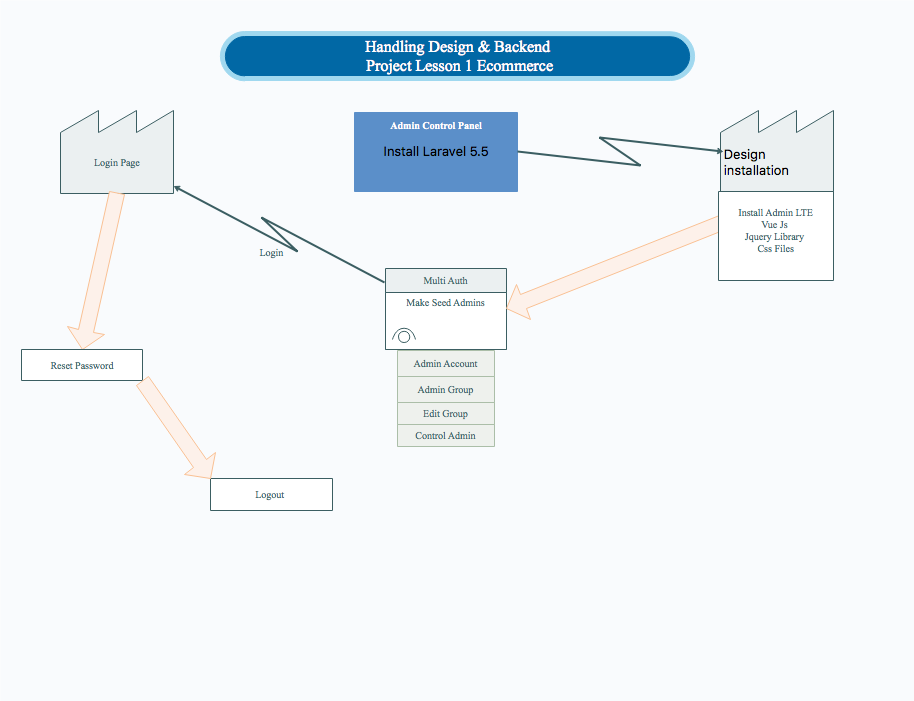 Handling Design & Backend
Project Lesson 1 Ecommerce
Admin Control Panel
Install Laravel 5.5
Design
installation
Login Page
Install Admin LTE
Vue Js
Jquery Library
Css Files
Login
Multi Auth
Make Seed Admins
Admin Account
Admin Group
Edit Group
Control Admin
Reset Password
Logout